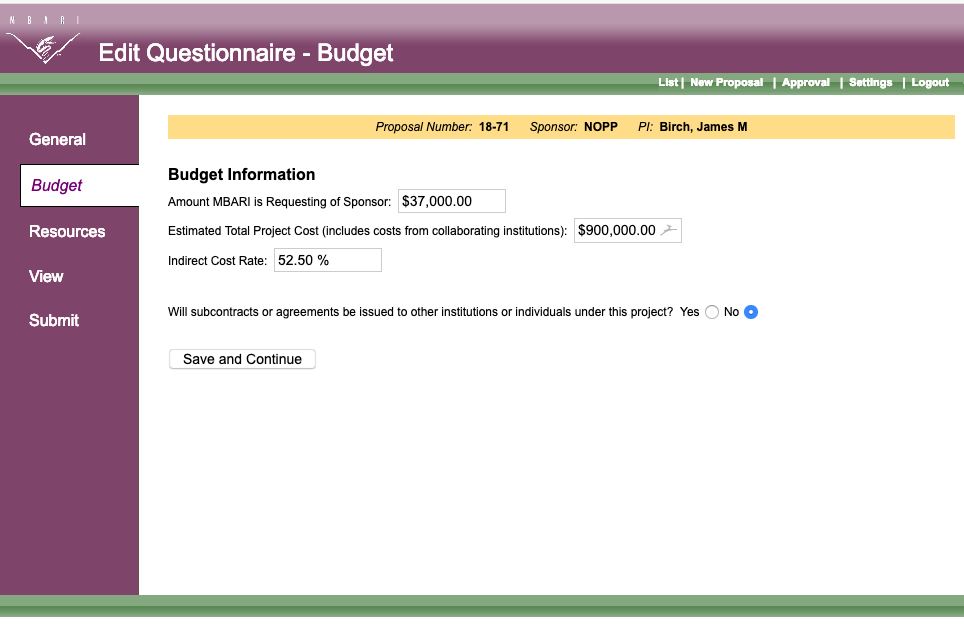 M B A R I
Edit Questionnaire - Budget
List | New Proposal | Approval | Settings | Logout
General
Budget
Resources
View
Submit
Proposal Number: 18-71 Sponsor: NOPP PI: Birch, James M
Budget Information
Amount MBARI is Requesting of Sponsor: $37,000.00
Estimated Total Project Cost (includes costs from collaborating institutions): $900,000.00
Indirect Cost Rate: 52.50 %
Will subcontracts or agreements be issued to other institutions or individuals under this project? Yes No
Save and Continue